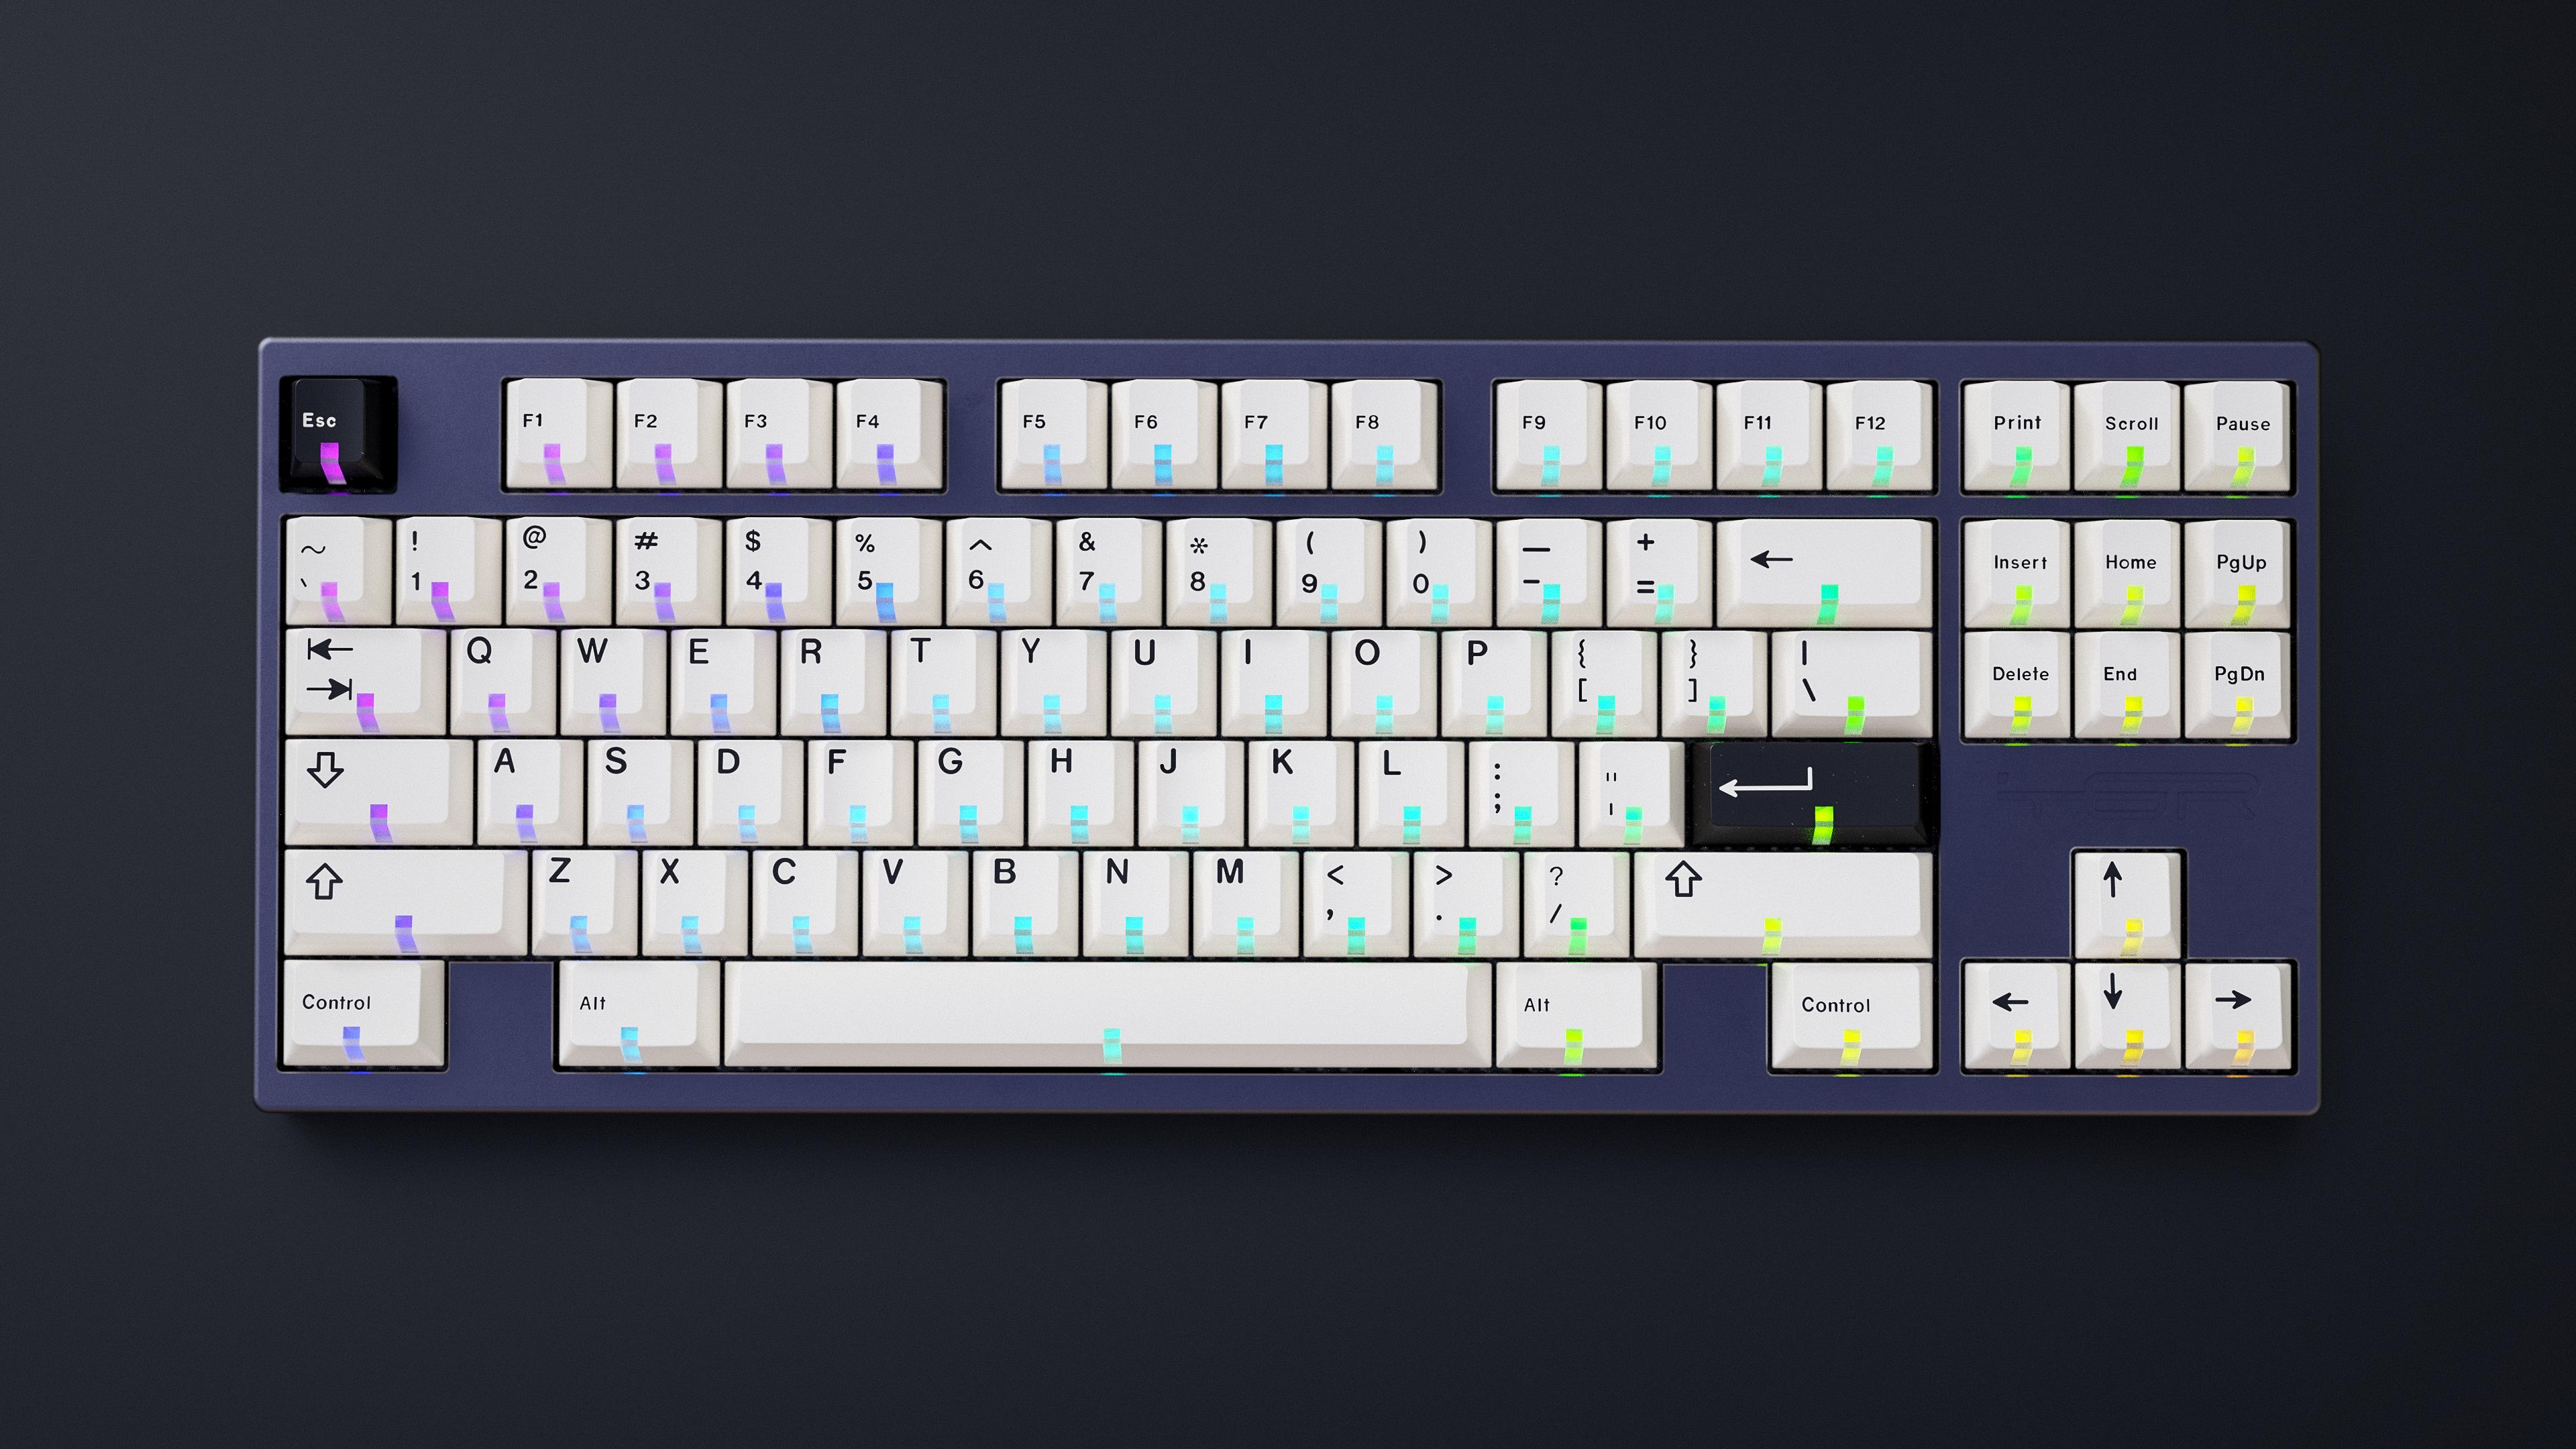 Esc F1 F2 F3 F4 F5 F6 F7 F8 F9 F10 F11 F12 Print Scroll Pause
~ ! @ # $ % ^ & * ( ) — +
` 1 2 3 4 5 6 7 8 9 0 - = ← Insert Home PgUp
|← Q W E R T Y U I O P { } |
→| [ ] \ Delete End PgDn
⇩ A S D F G H J K L : "
; '
⇧ Z X C V B N M < > ? ⇧ ↑
, . /
Control Alt Alt Control ← ↓ →